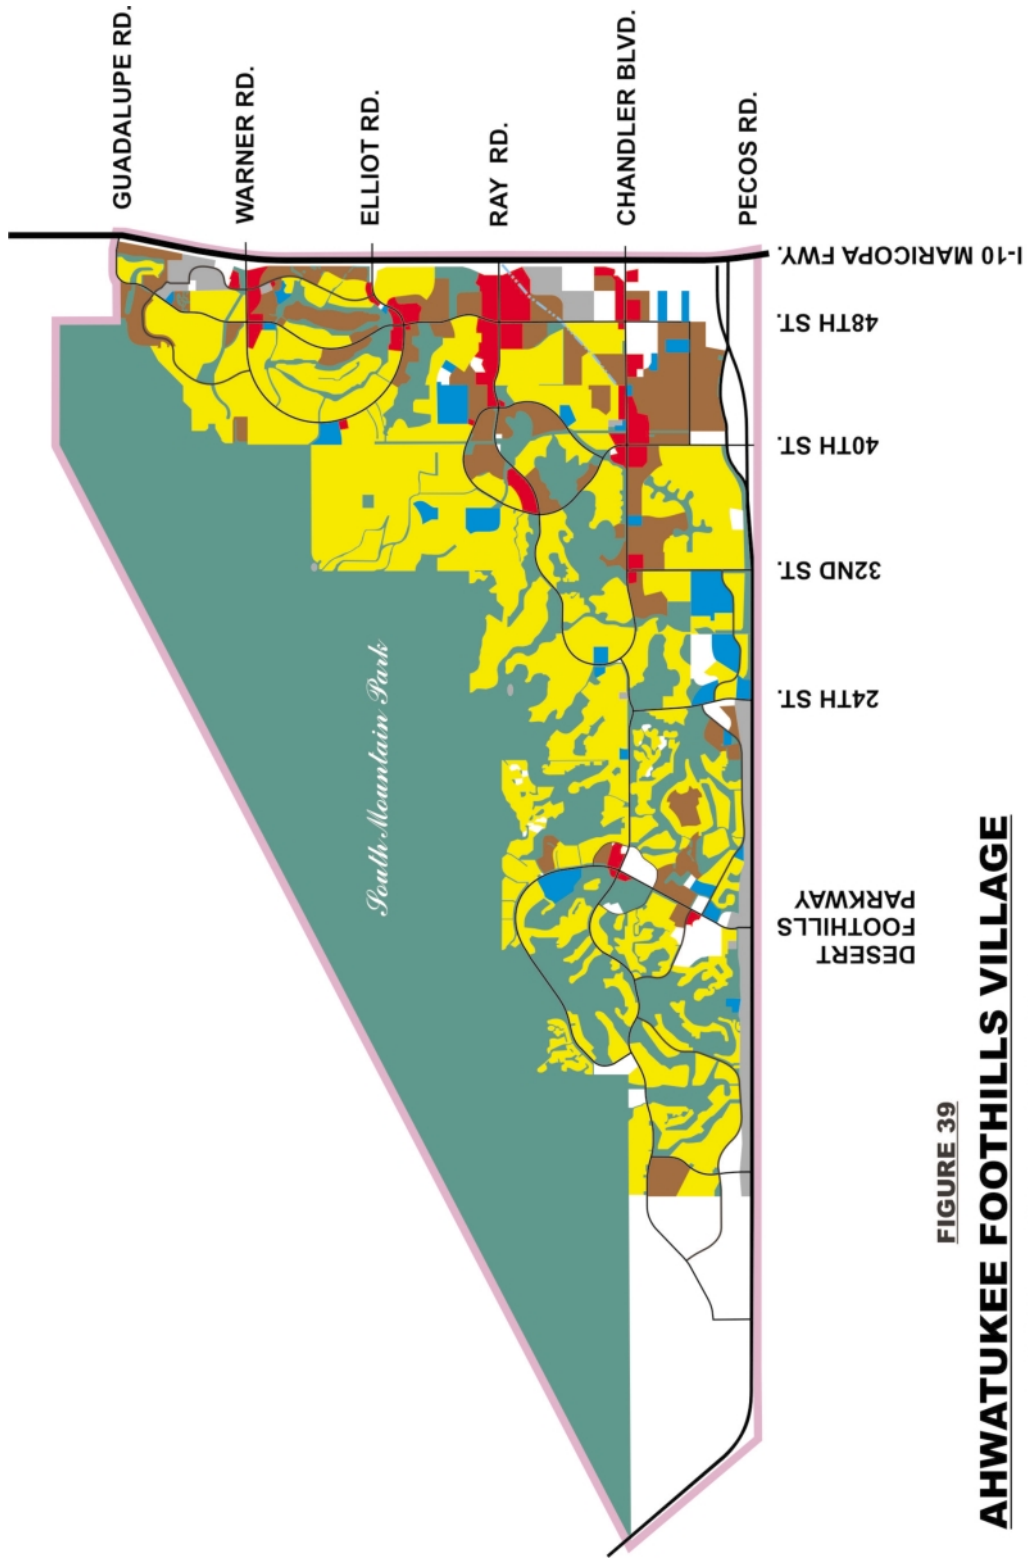 GUADALUPE RD.
WARNER RD.
ELLIOT RD.
RAY RD.
CHANDLER BLVD.
PECOS RD.
I-10 MARICOPA FWY.
48TH ST.
40TH ST.
32ND ST.
24TH ST.
DESERT
FOOTHILLS
PARKWAY
South Mountain Park
FIGURE 39
AHWATUKEE FOOTHILLS VILLAGE